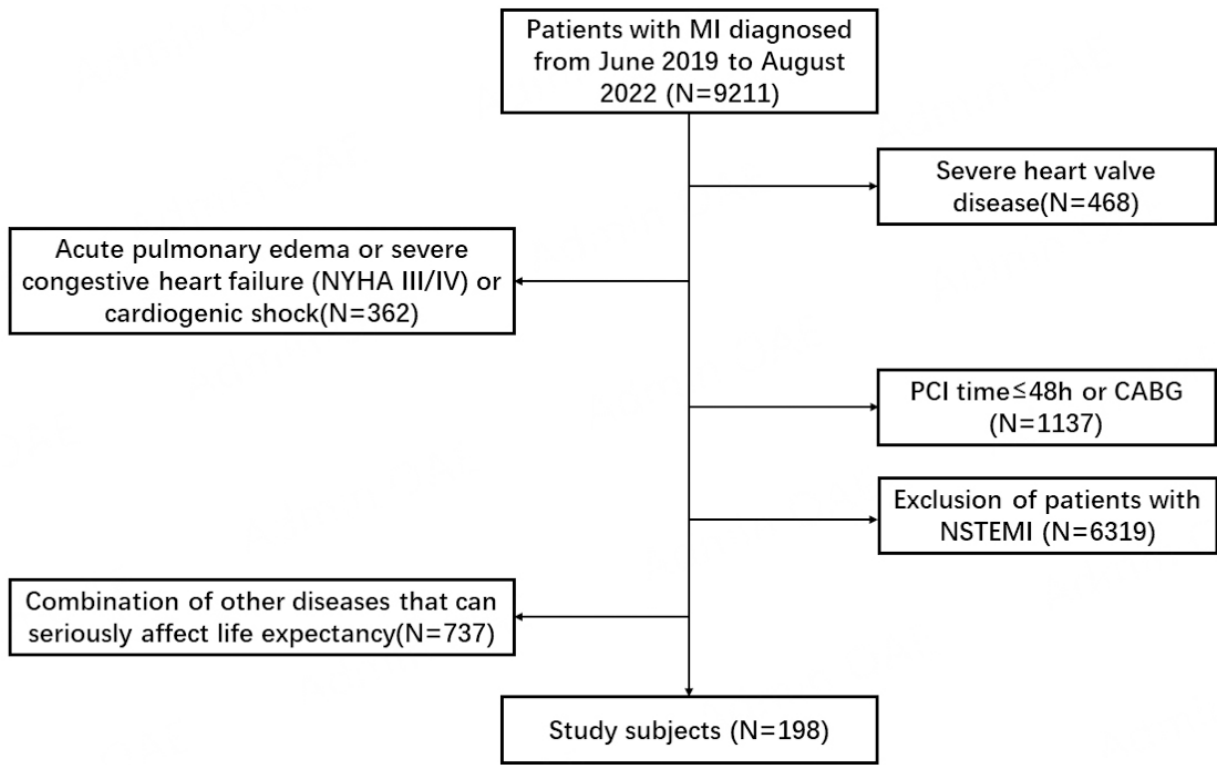 Patients with MI diagnosed
from June 2019 to August
2022 (N=9211)
Severe heart valve
disease(N=468)
Acute pulmonary edema or severe
congestive heart failure (NYHA III/IV) or
cardiogenic shock(N=362)
PCI time≤48h or CABG
(N=1137)
Exclusion of patients with
NSTEMI (N=6319)
Combination of other diseases that can
seriously affect life expectancy(N=737)
Study subjects (N=198)